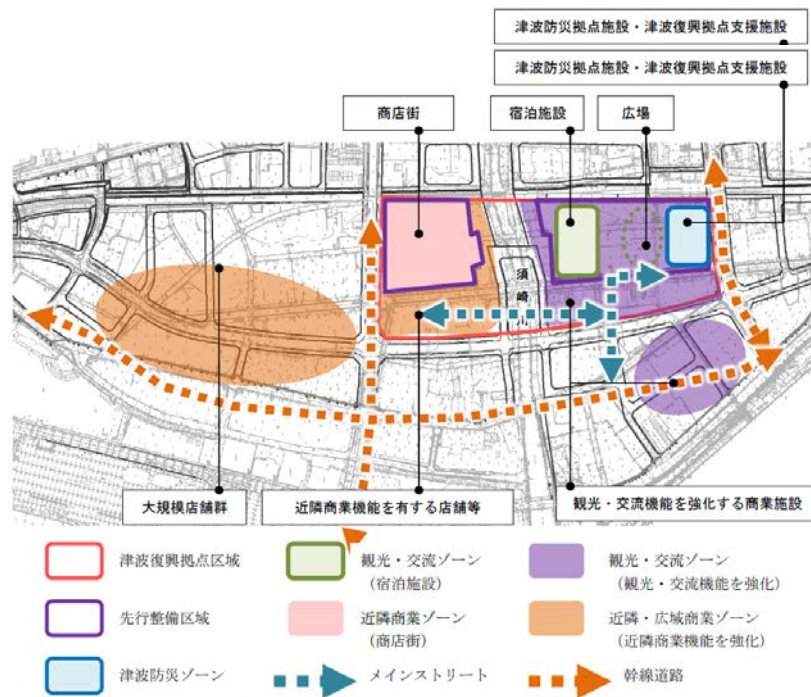 津波防災拠点施設・津波復興拠点支援施設
津波防災拠点施設・津波復興拠点支援施設
商店街
宿泊施設
広場
須崎川
大規模店舗群
近隣商業機能を有する店舗等
観光・交流機能を強化する商業施設
津波復興拠点区域
観光・交流ゾーン
(宿泊施設)
観光・交流ゾーン
(観光・交流機能を強化)
先行整備区域
近隣商業ゾーン
(商店街)
近隣・広域商業ゾーン
(近隣商業機能を強化)
津波防災ゾーン
メインストリート
幹線道路